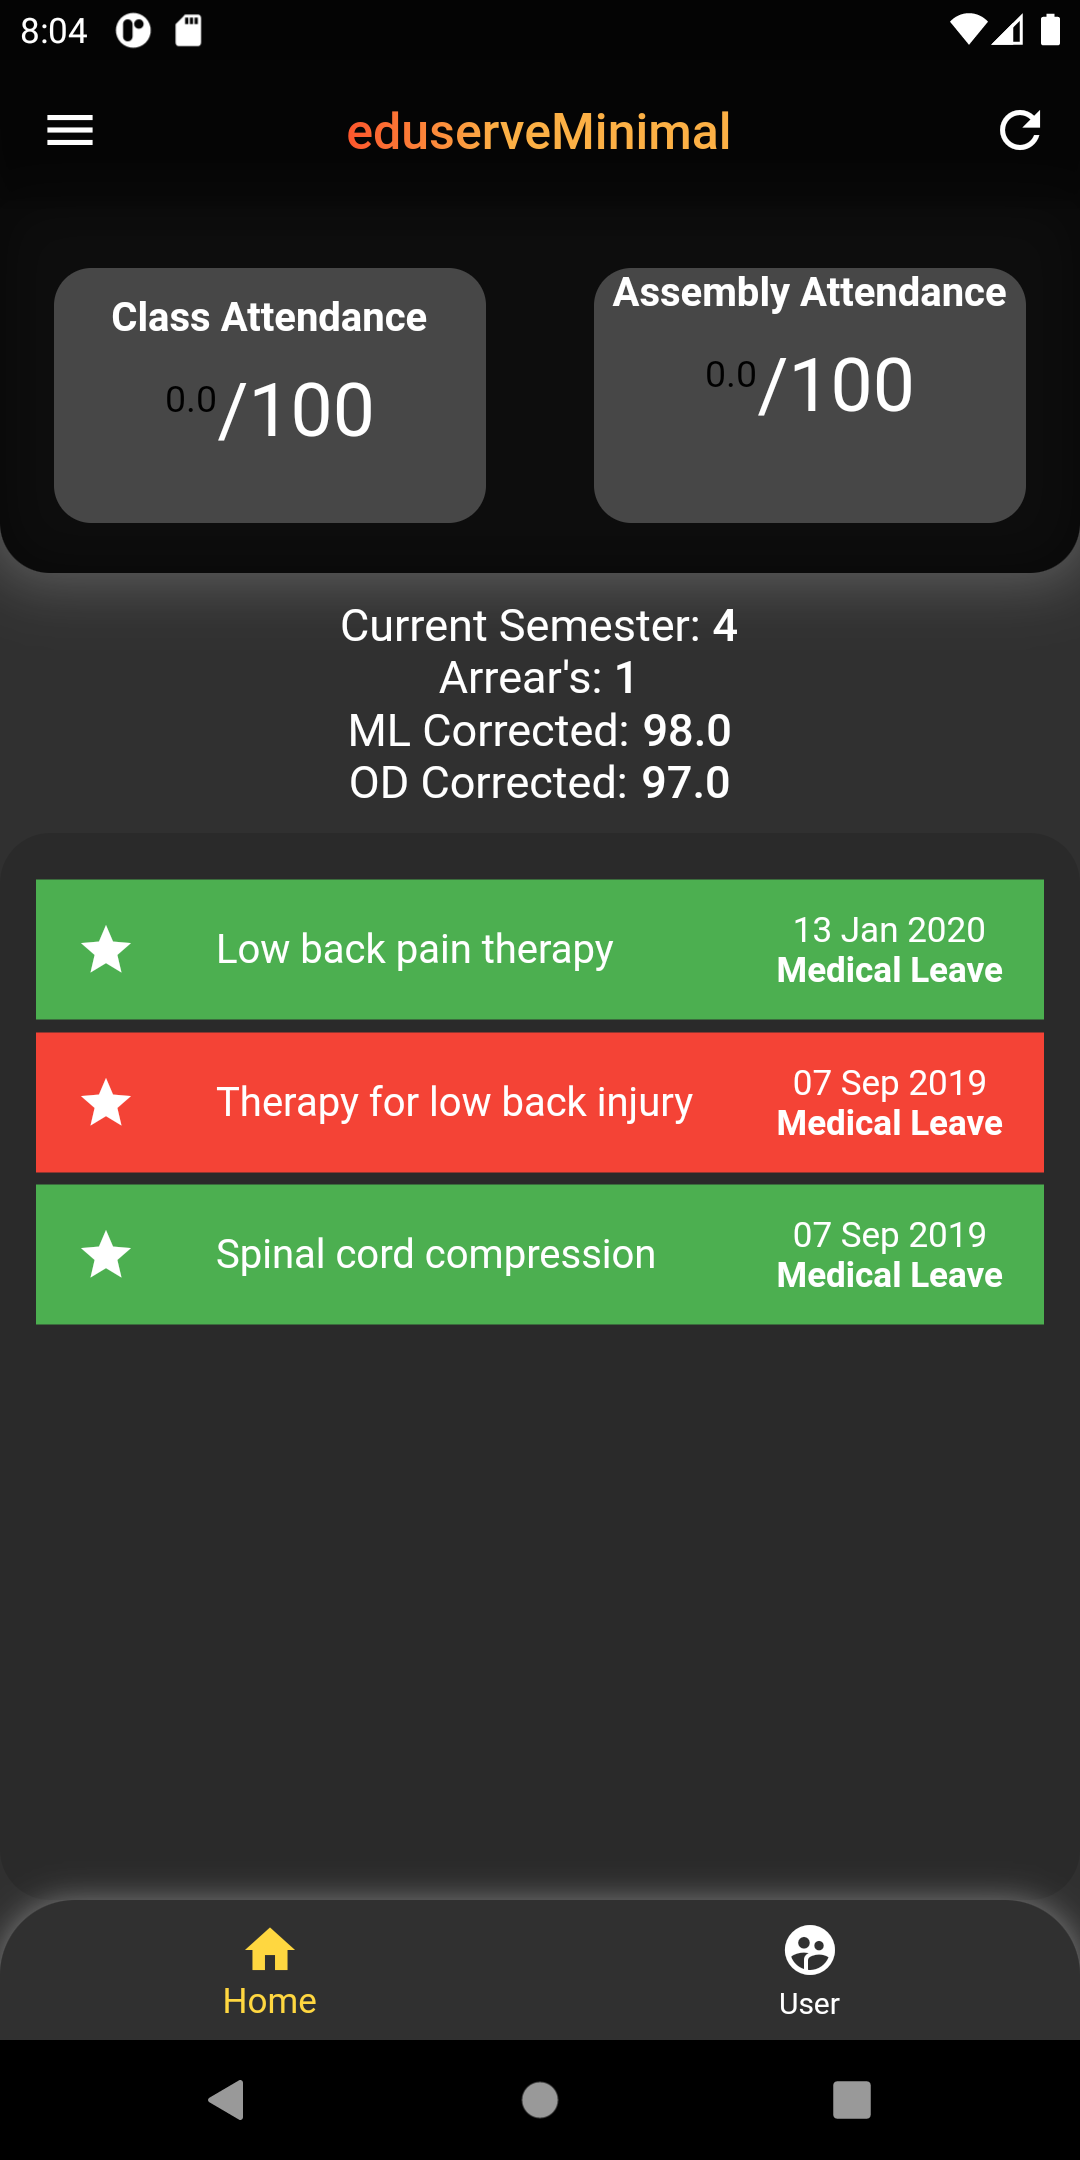 8:04
eduserveMinimal
Class Attendance
0.0/100
Assembly Attendance
0.0/100
Current Semester: 4
Arrear's: 1
ML Corrected: 98.0
OD Corrected: 97.0
Low back pain therapy
13 Jan 2020
Medical Leave
Therapy for low back injury
07 Sep 2019
Medical Leave
Spinal cord compression
07 Sep 2019
Medical Leave
Home
User